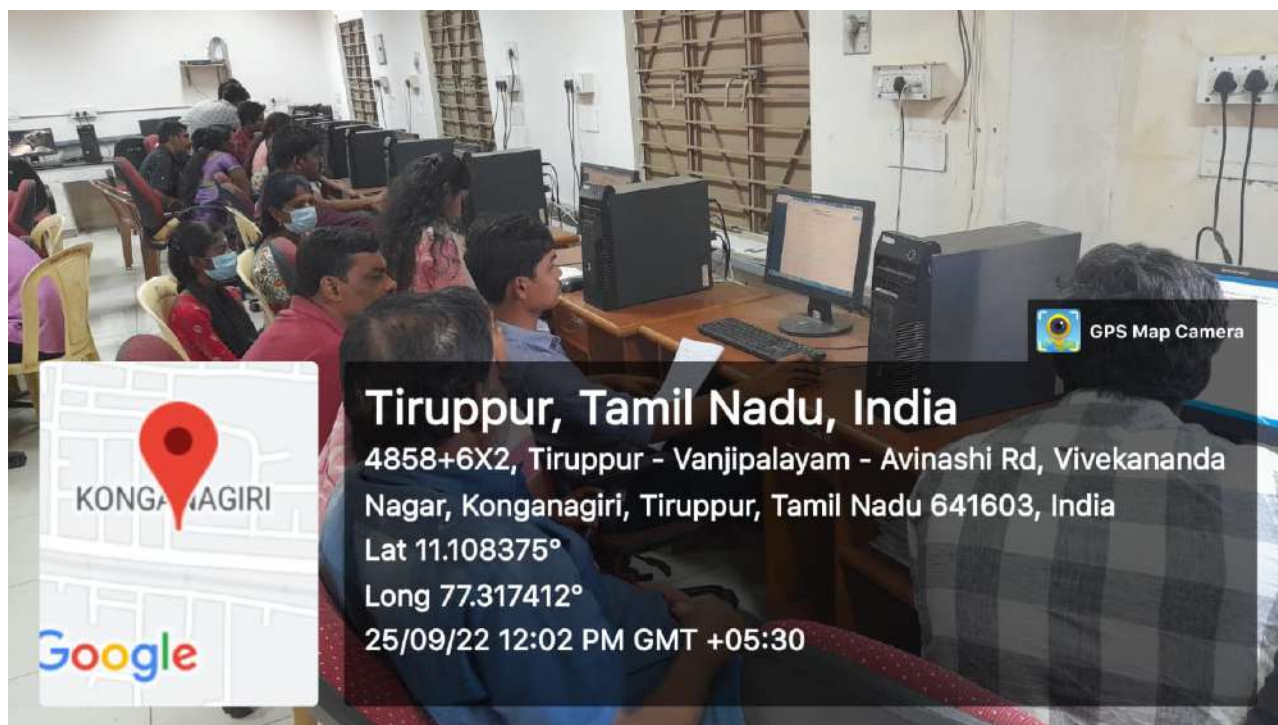 GPS Map Camera
Tiruppur, Tamil Nadu, India
4858+6X2, Tiruppur - Vanjipalayam - Avinashi Rd, Vivekananda
Nagar, Konganagiri, Tiruppur, Tamil Nadu 641603, India
Lat 11.108375°
Long 77.317412°
25/09/22 12:02 PM GMT +05:30
KONGANAGIRI
Google